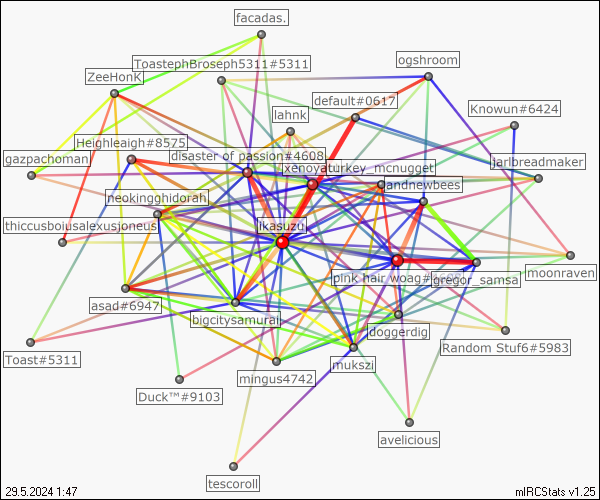 facadas.
ToastephBroseph5311#5311
ogshroom
ZeeHonK
default#0617
Knowun#6424
lahnk
Heighleigh#8575
disaster of passion#4608
gazpachoman
xenoyaturkey_mcnugget
jarlbreadmaker
andnewbees
neokinghidorah
thiccusboiusalexusjoneus
ikasuzu
pink hair woag#
gregor_samsa
moonraven
asad#6947
bigcitysamurai
doggerdig
Toast#5311
mukszi
Random Stuf6#5983
mingus4742
Duck™#9103
avelicious
tescoroll
29.5.2024 1:47
mIRCStats v1.25